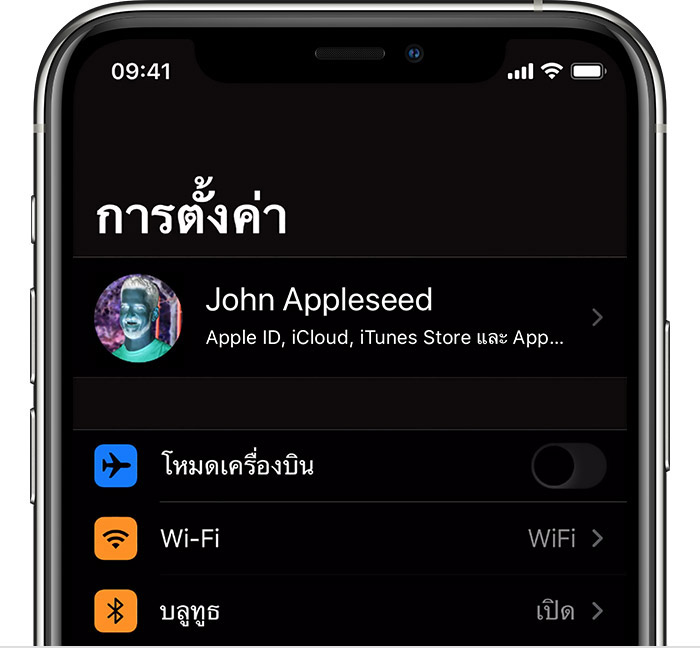 09:41
การตั้งค่า
John Appleseed
Apple ID, iCloud, iTunes Store และ App...
โหมดเครื่องบิน
Wi-Fi
WiFi
บลูทูธ
เปิด